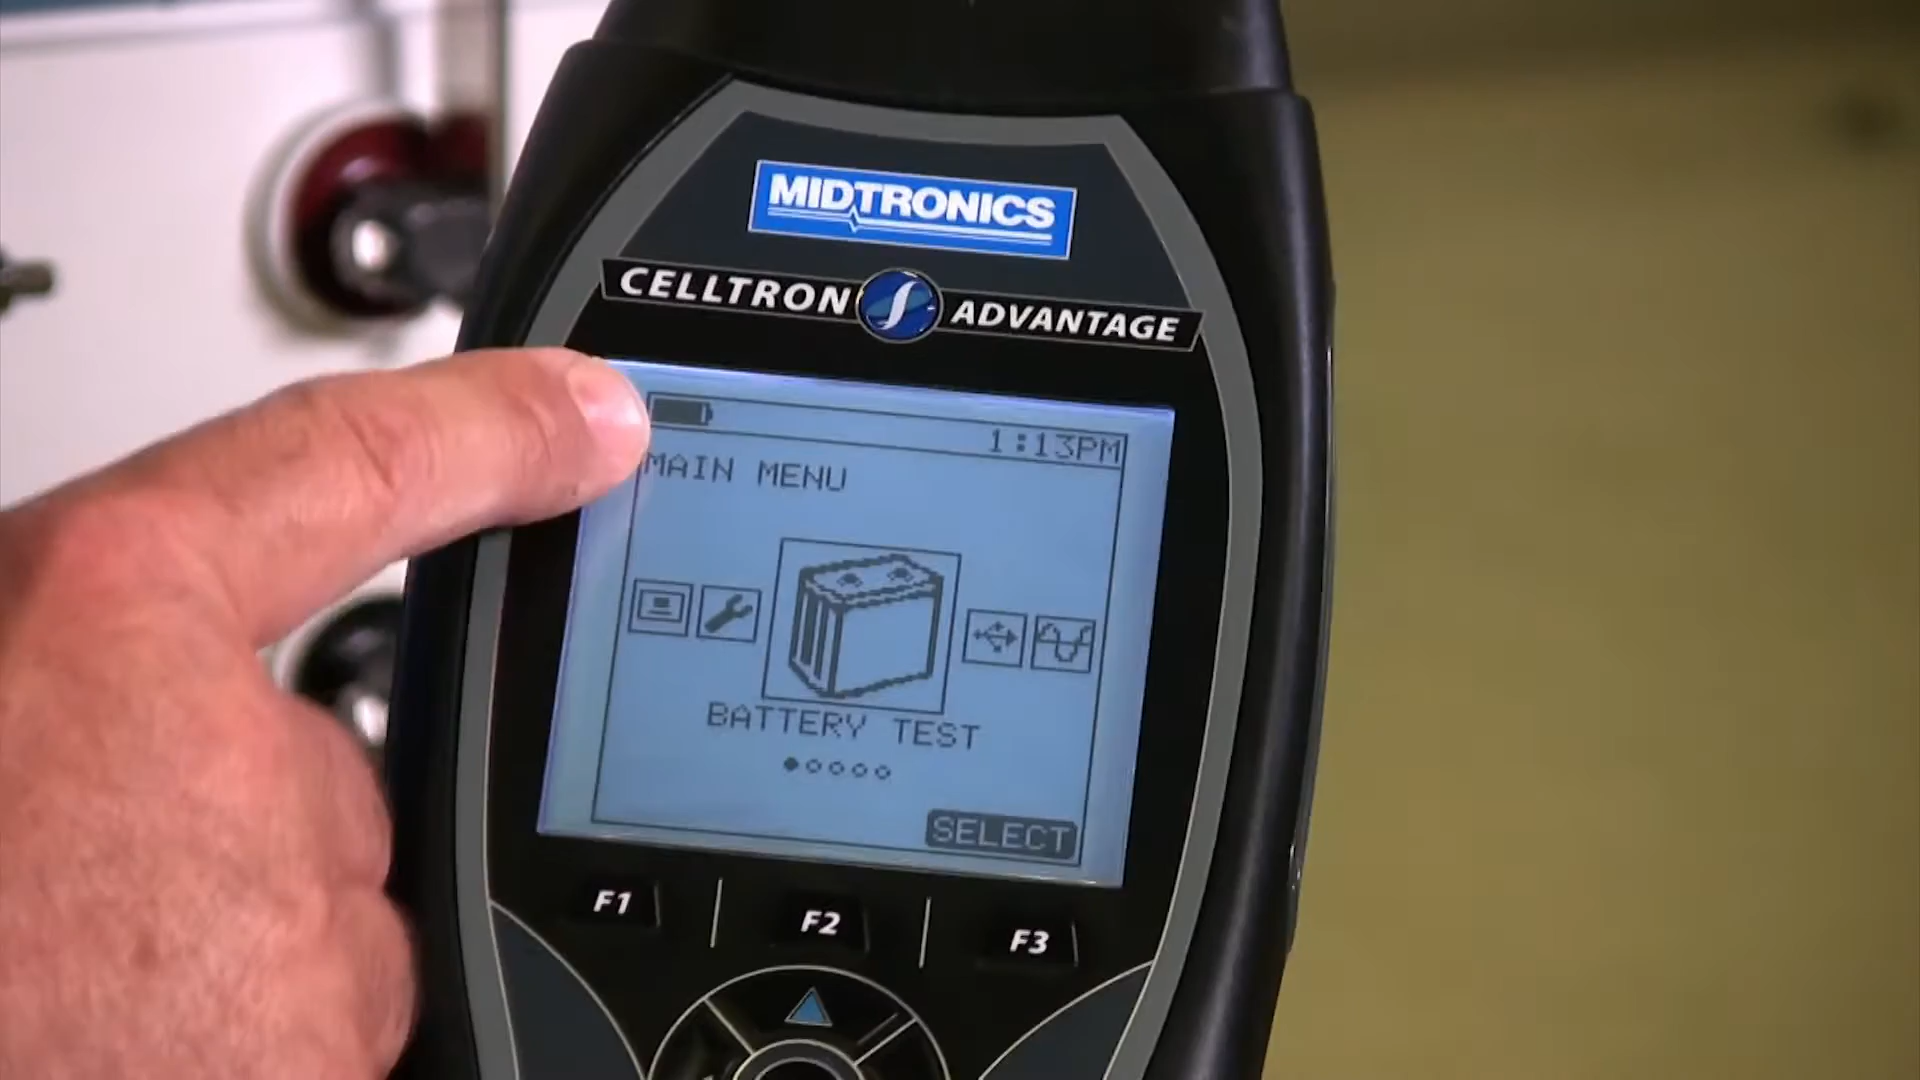 MIDTRONICS
CELLTRON ADVANTAGE
1:13PM
MAIN MENU
BATTERY TEST
SELECT
F1 F2 F3